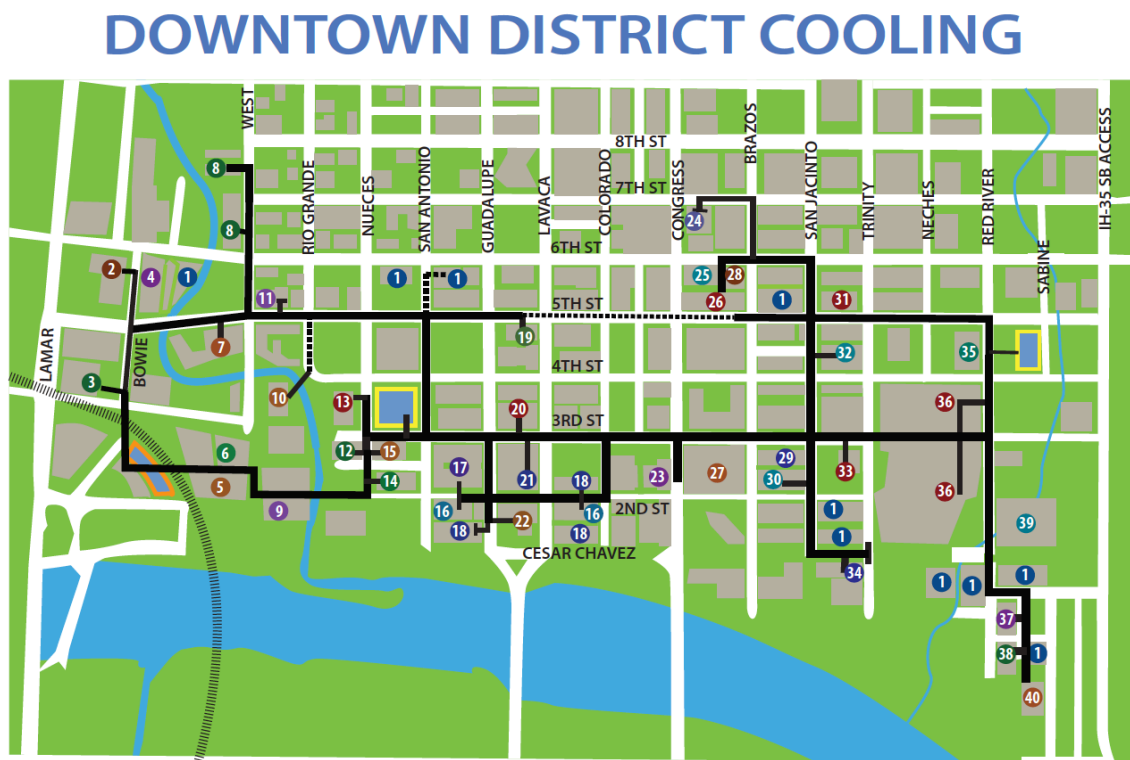 DOWNTOWN DISTRICT COOLING
WEST
BRAZOS
IH-35 SB ACCESS
8TH ST
8
RIO GRANDE
NUECES
SAN ANTONIO
GUADALUPE
LAVACA
COLORADO
7TH ST
CONGRESS
SAN JACINTO
TRINITY
NECHES
RED RIVER
24
8
6TH ST
SABINE
2
4
1
1
1
25
28
11
5TH ST
26
1
31
LAMAR
BOWIE
7
19
32
35
4TH ST
3
10
13
20
36
3RD ST
12
15
6
17
21
18
23
27
29
33
5
14
30
36
9
16
22
16
2ND ST
1
39
18
18
1
CESAR CHAVEZ
34
1
1
1
37
38
1
40